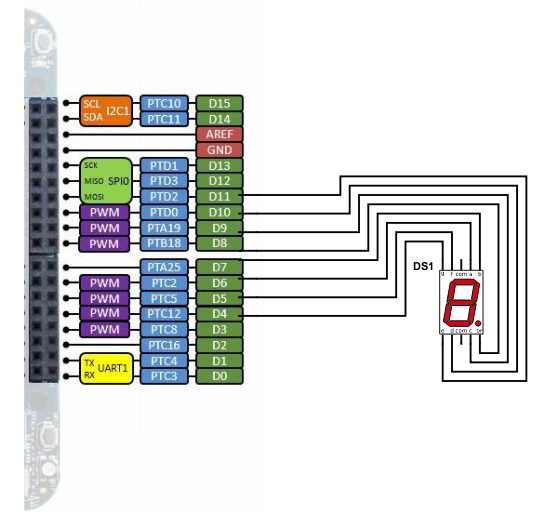 SCL I2C1 PTC10 D15
SDA PTC11 D14
AREF
GND
SCK PTD1 D13
MISO SPI0 PTD3 D12
MOSI PTD2 D11
PWM PTD0 D10
PWM PTA19 D9
PWM PTB18 D8
PTA25 D7
PWM PTC2 D6
PWM PTC5 D5
PWM PTC12 D4
PWM PTC8 D3
PTC16 D2
TX UART1 PTC4 D1
RX PTC3 D0
DS1
g f com a b
e d com c